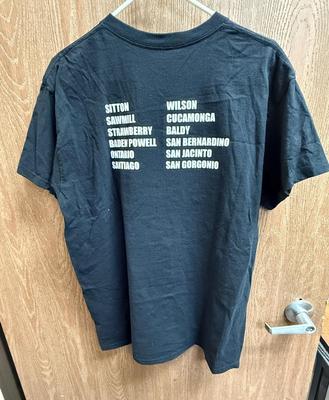 SITTON WILSON
SAWMILL CUCAMONGA
STRAWBERRY BALDY
BADEN POWELL SAN BERNARDINO
ONTARIO SAN JACINTO
SANTIAGO SAN GORGONIO